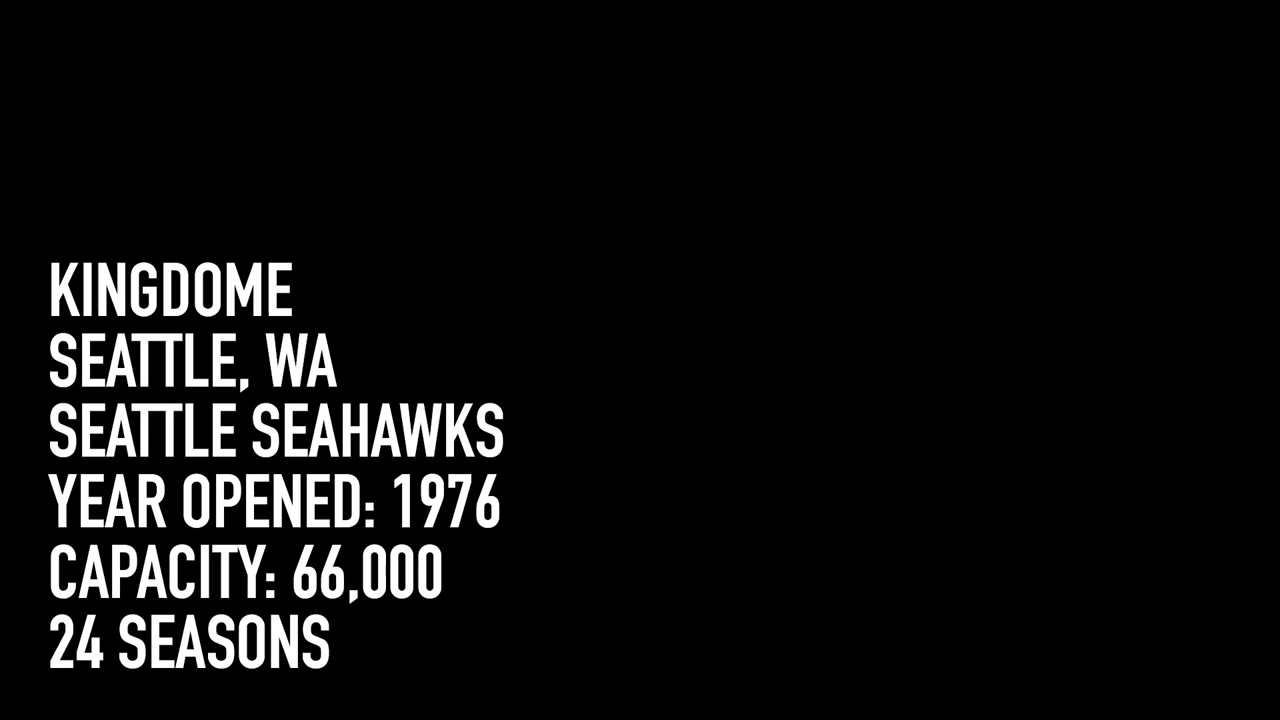 KINGDOME
SEATTLE, WA
SEATTLE SEAHAWKS
YEAR OPENED: 1976
CAPACITY: 66,000
24 SEASONS